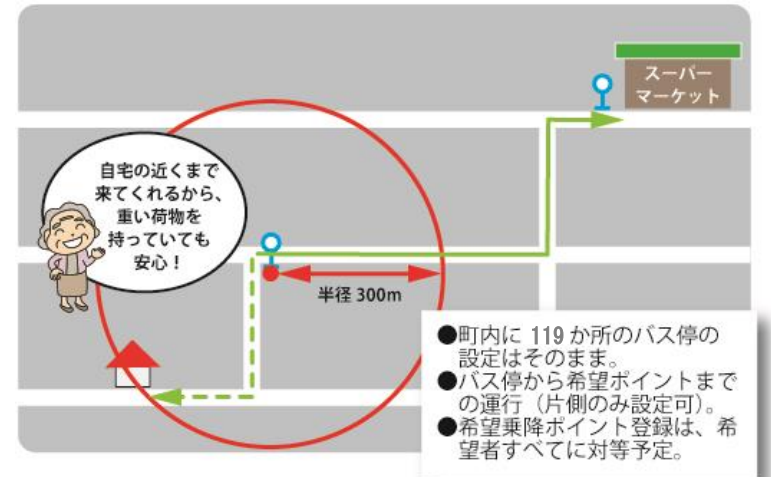 スーパー
マーケット
自宅の近くまで
来てくれるから、
重い荷物を
持っていても
安心！
半径 300m
●町内に 119 か所のバス停の
設定はそのまま。
●バス停から希望ポイントまで
の運行（片側のみ設定可）。
●希望乗降ポイント登録は、希
望者すべてに対等予定。